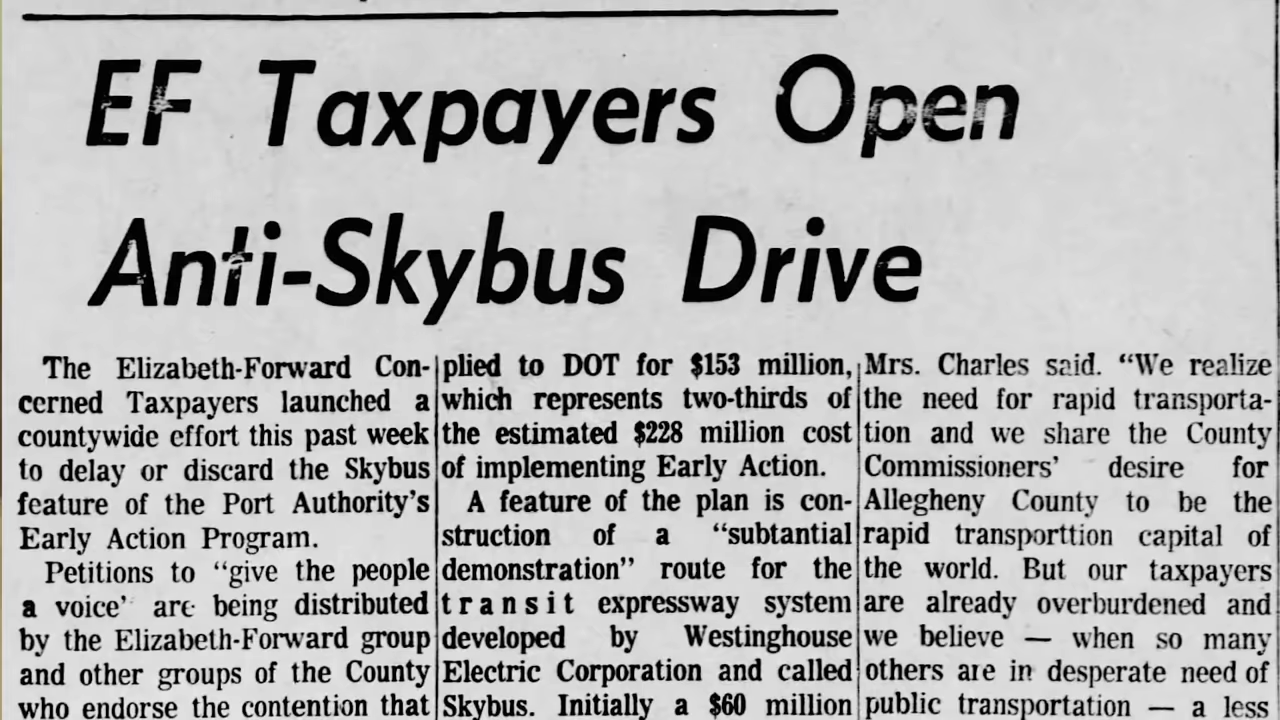 EF Taxpayers Open
Anti-Skybus Drive
The Elizabeth-Forward Con-
cerned Taxpayers launched a
countywide effort this past week
to delay or discard the Skybus
feature of the Port Authority's
Early Action Program.
Petitions to "give the people
a voice' are being distributed
by the Elizabeth-Forward group
and other groups of the County
who endorse the contention that
plied to DOT for $153 million,
which represents two-thirds of
the estimated $228 million cost
of implementing Early Action.
A feature of the plan is con-
struction of a "subtantial
demonstration" route for the
transit expressway system
developed by Westinghouse
Electric Corporation and called
Skybus. Initially a $60 million
Mrs. Charles said. "We realize
the need for rapid transporta-
tion and we share the County
Commissioners' desire for
Allegheny County to be the
rapid transporttion capital of
the world. But our taxpayers
are already overburdened and
we believe — when so many
others are in desperate need of
public transportation — a less